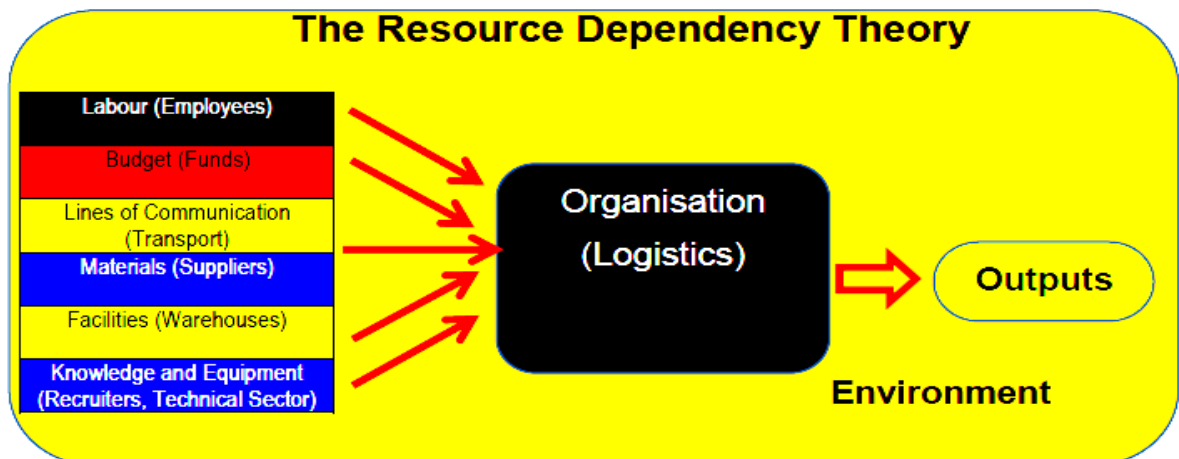 The Resource Dependency Theory
Labour (Employees)
Budget (Funds)
Lines of Communication
(Transport)
Materials (Suppliers)
Facilities (Warehouses)
Knowledge and Equipment
(Recruiters, Technical Sector)
Organisation
(Logistics)
Outputs
Environment